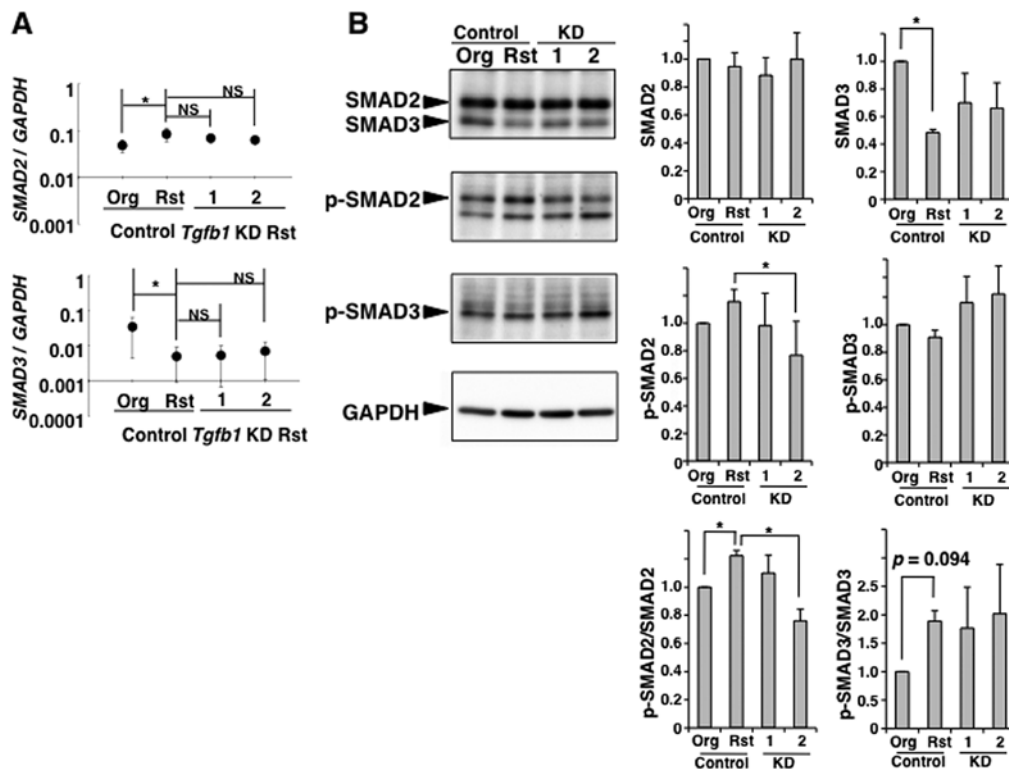 A
SMAD2 / GAPDH
1
0.1
0.01
0.001
* NS NS
Org Rst 1 2
Control Tgfb1 KD Rst
SMAD3 / GAPDH
1
0.1
0.01
0.001
0.0001
* NS NS
Org Rst 1 2
Control Tgfb1 KD Rst
B
Control KD
Org Rst 1 2
SMAD2
SMAD3
p-SMAD2
p-SMAD3
GAPDH
SMAD2
1.0
0.8
0.6
0.4
0.2
0
Org Rst 1 2
Control KD
SMAD3
*
1.0
0.8
0.6
0.4
0.2
0
Org Rst 1 2
Control KD
p-SMAD2
*
1.0
0.8
0.6
0.4
0.2
0
Org Rst 1 2
Control KD
p-SMAD3
1.0
0.8
0.6
0.4
0.2
0
Org Rst 1 2
Control KD
p-SMAD2/SMAD2
* *
1.0
0.8
0.6
0.4
0.2
0
Org Rst 1 2
Control KD
p-SMAD3/SMAD3
p = 0.094
2.5
2.0
1.5
1.0
0.5
0
Org Rst 1 2
Control KD